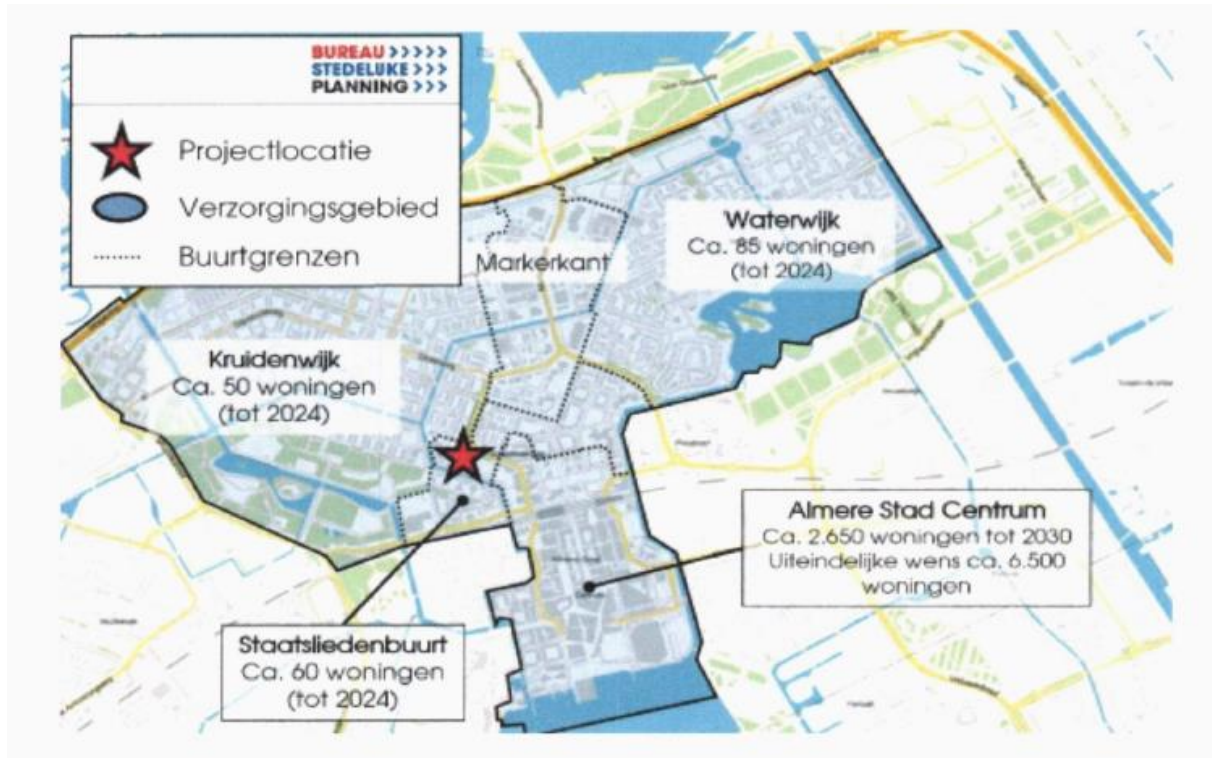 BUREAU >>>>>
STEDELIJKE >>>
PLANNING >>>
Projectlocatie
Verzorgingsgebied
Buurtgrenzen
Waterwijk
Ca. 85 woningen
(tot 2024)
Markerkant
Kruidenwijk
Ca. 50 woningen
(tot 2024)
Almere Stad Centrum
Ca. 2.650 woningen tot 2030
Uiteindelijke wens ca. 6.500
woningen
Staatsliedenbuurt
Ca. 60 woningen
(tot 2024)